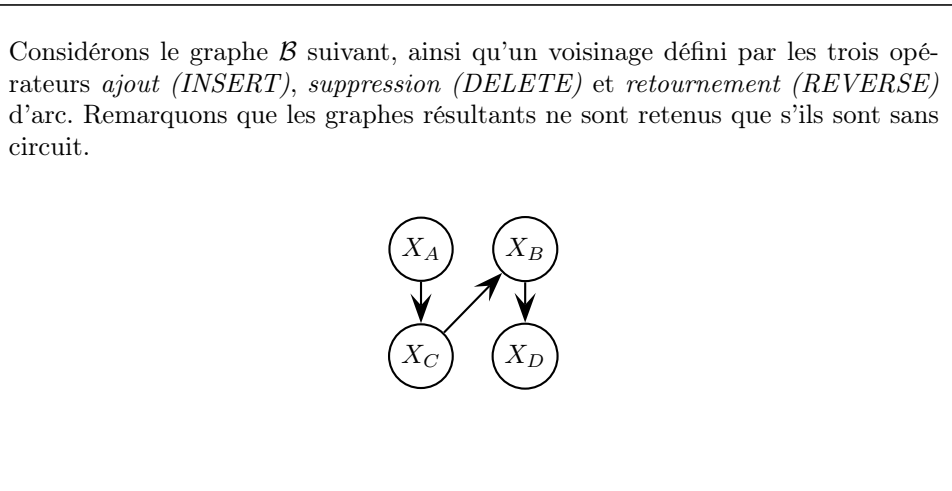 Considérons le graphe 𝓑 suivant, ainsi qu'un voisinage défini par les trois opé-
rateurs ajout (INSERT), suppression (DELETE) et retournement (REVERSE)
d'arc. Remarquons que les graphes résultants ne sont retenus que s'ils sont sans
circuit.
X_A X_B
X_C X_D